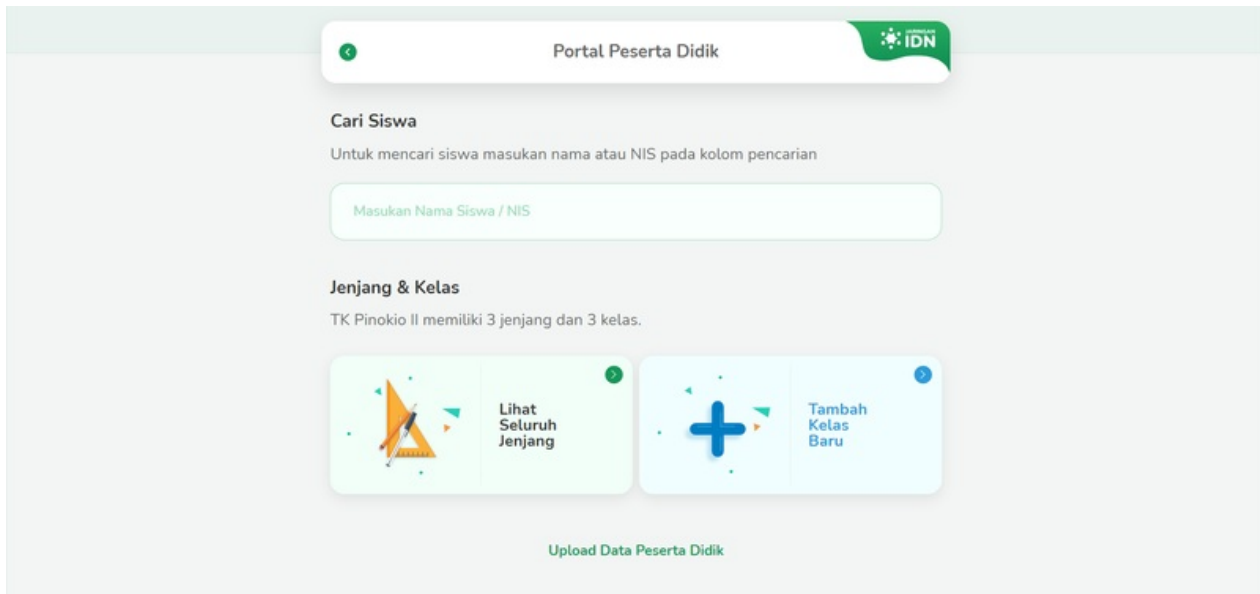 Portal Peserta Didik
IDN
Cari Siswa
Untuk mencari siswa masukan nama atau NIS pada kolom pencarian
Masukan Nama Siswa / NIS
Jenjang & Kelas
TK Pinokio II memiliki 3 jenjang dan 3 kelas.
Lihat
Seluruh
Jenjang
Tambah
Kelas
Baru
Upload Data Peserta Didik